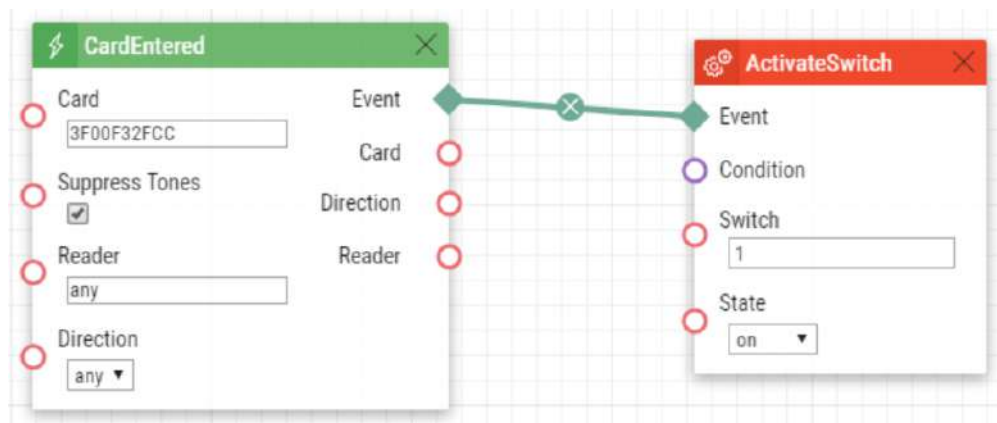 CardEntered
Card
3F00F32FCC
Suppress Tones
Reader
any
Direction
any
Event
Card
Direction
Reader
ActivateSwitch
Event
Condition
Switch
1
State
on